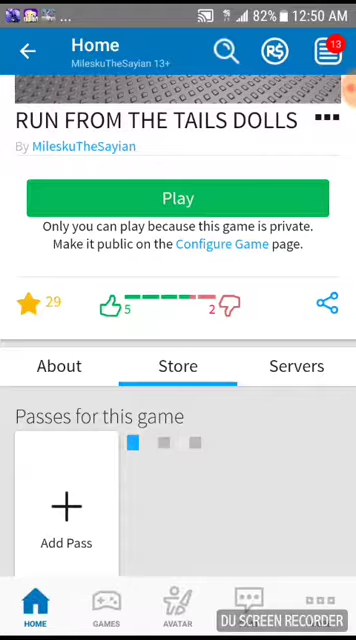 82% 12:50 AM
Home
MileskuTheSayian 13+
R$
13
RUN FROM THE TAILS DOLLS
By MileskuTheSayian
Play
Only you can play because this game is private.
Make it public on the Configure Game page.
29
5
2
About Store Servers
Passes for this game
Add Pass
HOME GAMES AVATAR
DU SCREEN RECORDER